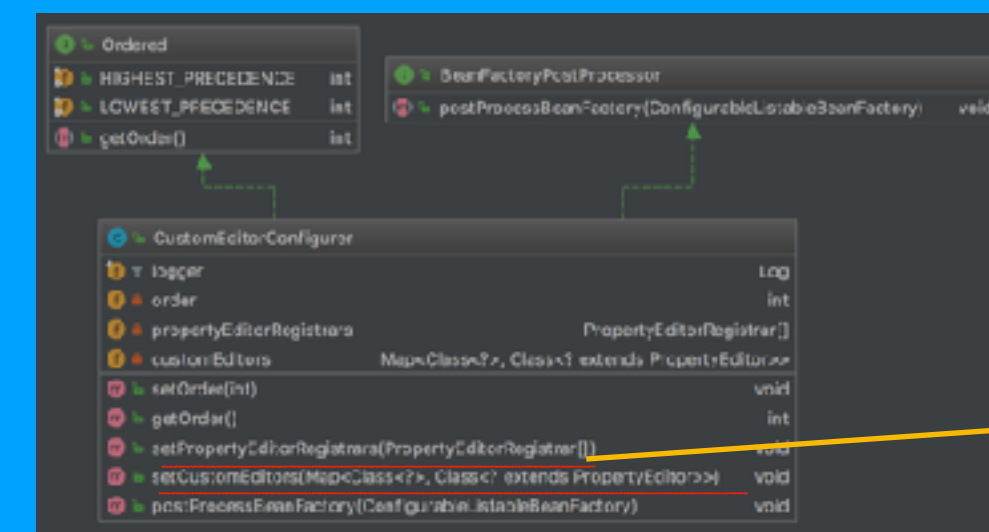 Ordered
HIGHEST_PRECEDENCE int
LOWEST_PRECEDENCE int
getOrder() int
BeanFactoryPostProcessor
postProcessBeanFactory(ConfigurableListableBeanFactory) void
CustomEditorConfigurer
logger Log
order int
propertyEditorRegistrars PropertyEditorRegistrar[]
customEditors Map<Class<?>, Class<? extends PropertyEditor>>
setOrder(int) void
getOrder() int
setPropertyEditorRegistrars(PropertyEditorRegistrar[]) void
setCustomEditors(Map<Class<?>, Class<? extends PropertyEditor>>) void
postProcessBeanFactory(ConfigurableListableBeanFactory) void